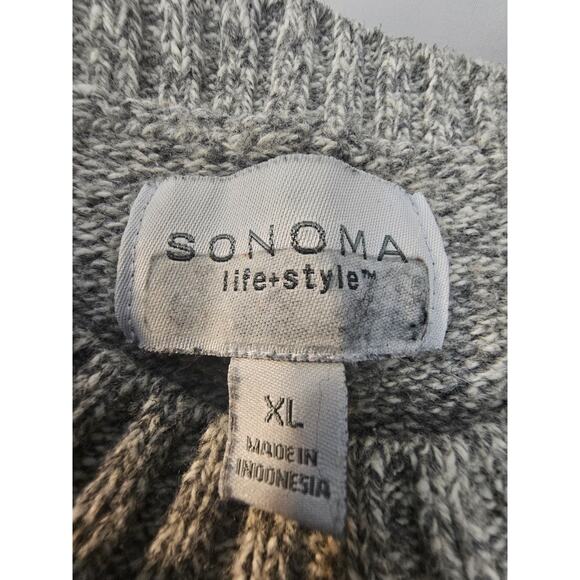 SONOMA
life+style™
XL
MADE IN
INDONESIA